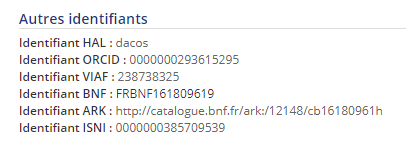 Autres identifiants
Identifiant HAL : dacos
Identifiant ORCID : 0000000293615295
Identifiant VIAF : 238738325
Identifiant BNF : FRBNF161809619
Identifiant ARK : http://catalogue.bnf.fr/ark:/12148/cb16180961h
Identifiant ISNI : 0000000385709539